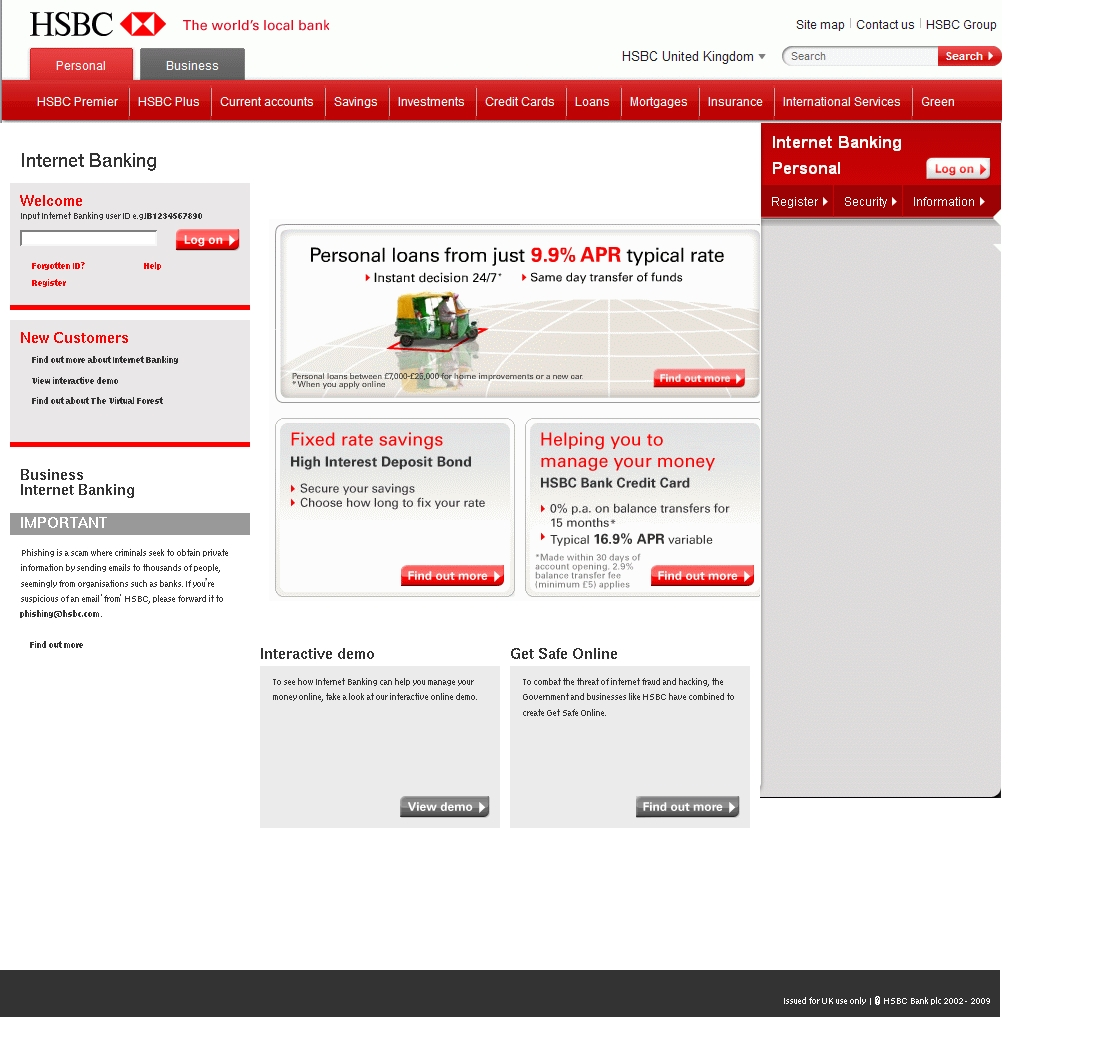 HSBC The world's local bank
Site map Contact us HSBC Group
Personal Business
HSBC United Kingdom Search Search
HSBC Premier HSBC Plus Current accounts Savings Investments Credit Cards Loans Mortgages Insurance International Services Green
Internet Banking
Welcome
Input Internet Banking user ID e.g.IB1234567890
Log on
Forgotten ID? Help
Register
New Customers
Find out more about Internet Banking
View interactive demo
Find out about The Virtual Forest
Business
Internet Banking
IMPORTANT
Phishing is a scam where criminals seek to obtain private
information by sending emails to thousands of people,
seemingly from organisations such as banks. If you're
suspicious of an email 'from' HSBC, please forward it to
phishing@hsbc.com.
Find out more
Personal loans from just 9.9% APR typical rate
Instant decision 24/7* Same day transfer of funds
Personal loans between £7,000-£25,000 for home improvements or a new car.
*When you apply online
Find out more
Fixed rate savings
High Interest Deposit Bond
Secure your savings
Choose how long to fix your rate
Find out more
Helping you to
manage your money
HSBC Bank Credit Card
0% p.a. on balance transfers for
15 months*
Typical 16.9% APR variable
*Made within 30 days of
account opening. 2.9%
balance transfer fee
(minimum £5) applies
Find out more
Interactive demo
To see how Internet Banking can help you manage your
money online, take a look at our interactive online demo.
View demo
Get Safe Online
To combat the threat of internet fraud and hacking, the
Government and businesses like HSBC have combined to
create Get Safe Online.
Find out more
Internet Banking
Personal
Log on
Register Security Information
Issued for UK use only | © HSBC Bank plc 2002 - 2009